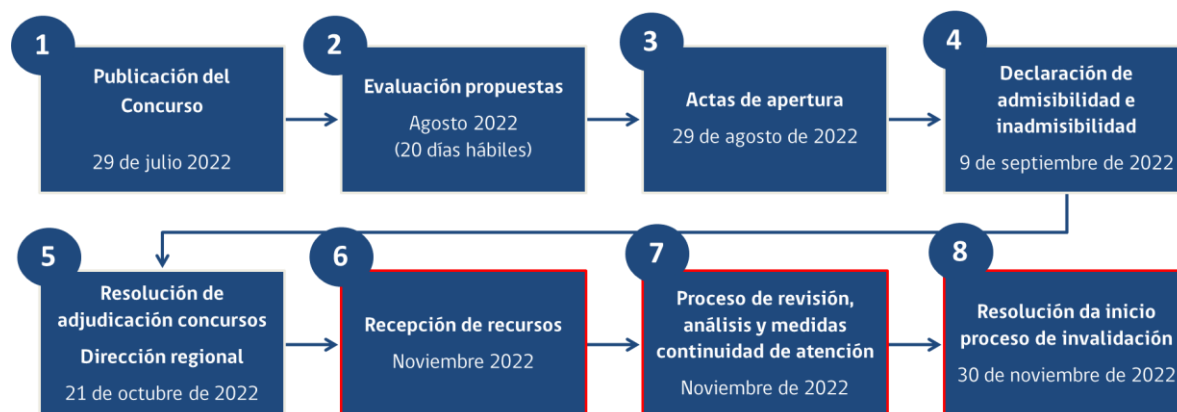 1
Publicación del
Concurso
29 de julio 2022
2
Evaluación propuestas
Agosto 2022
(20 días hábiles)
3
Actas de apertura
29 de agosto de 2022
4
Declaración de
admisibilidad e
inadmisibilidad
9 de septiembre de 2022
5
Resolución de
adjudicación concursos
Dirección regional
21 de octubre de 2022
6
Recepción de recursos
Noviembre 2022
7
Proceso de revisión,
análisis y medidas
continuidad de atención
Noviembre de 2022
8
Resolución da inicio
proceso de invalidación
30 de noviembre de 2022